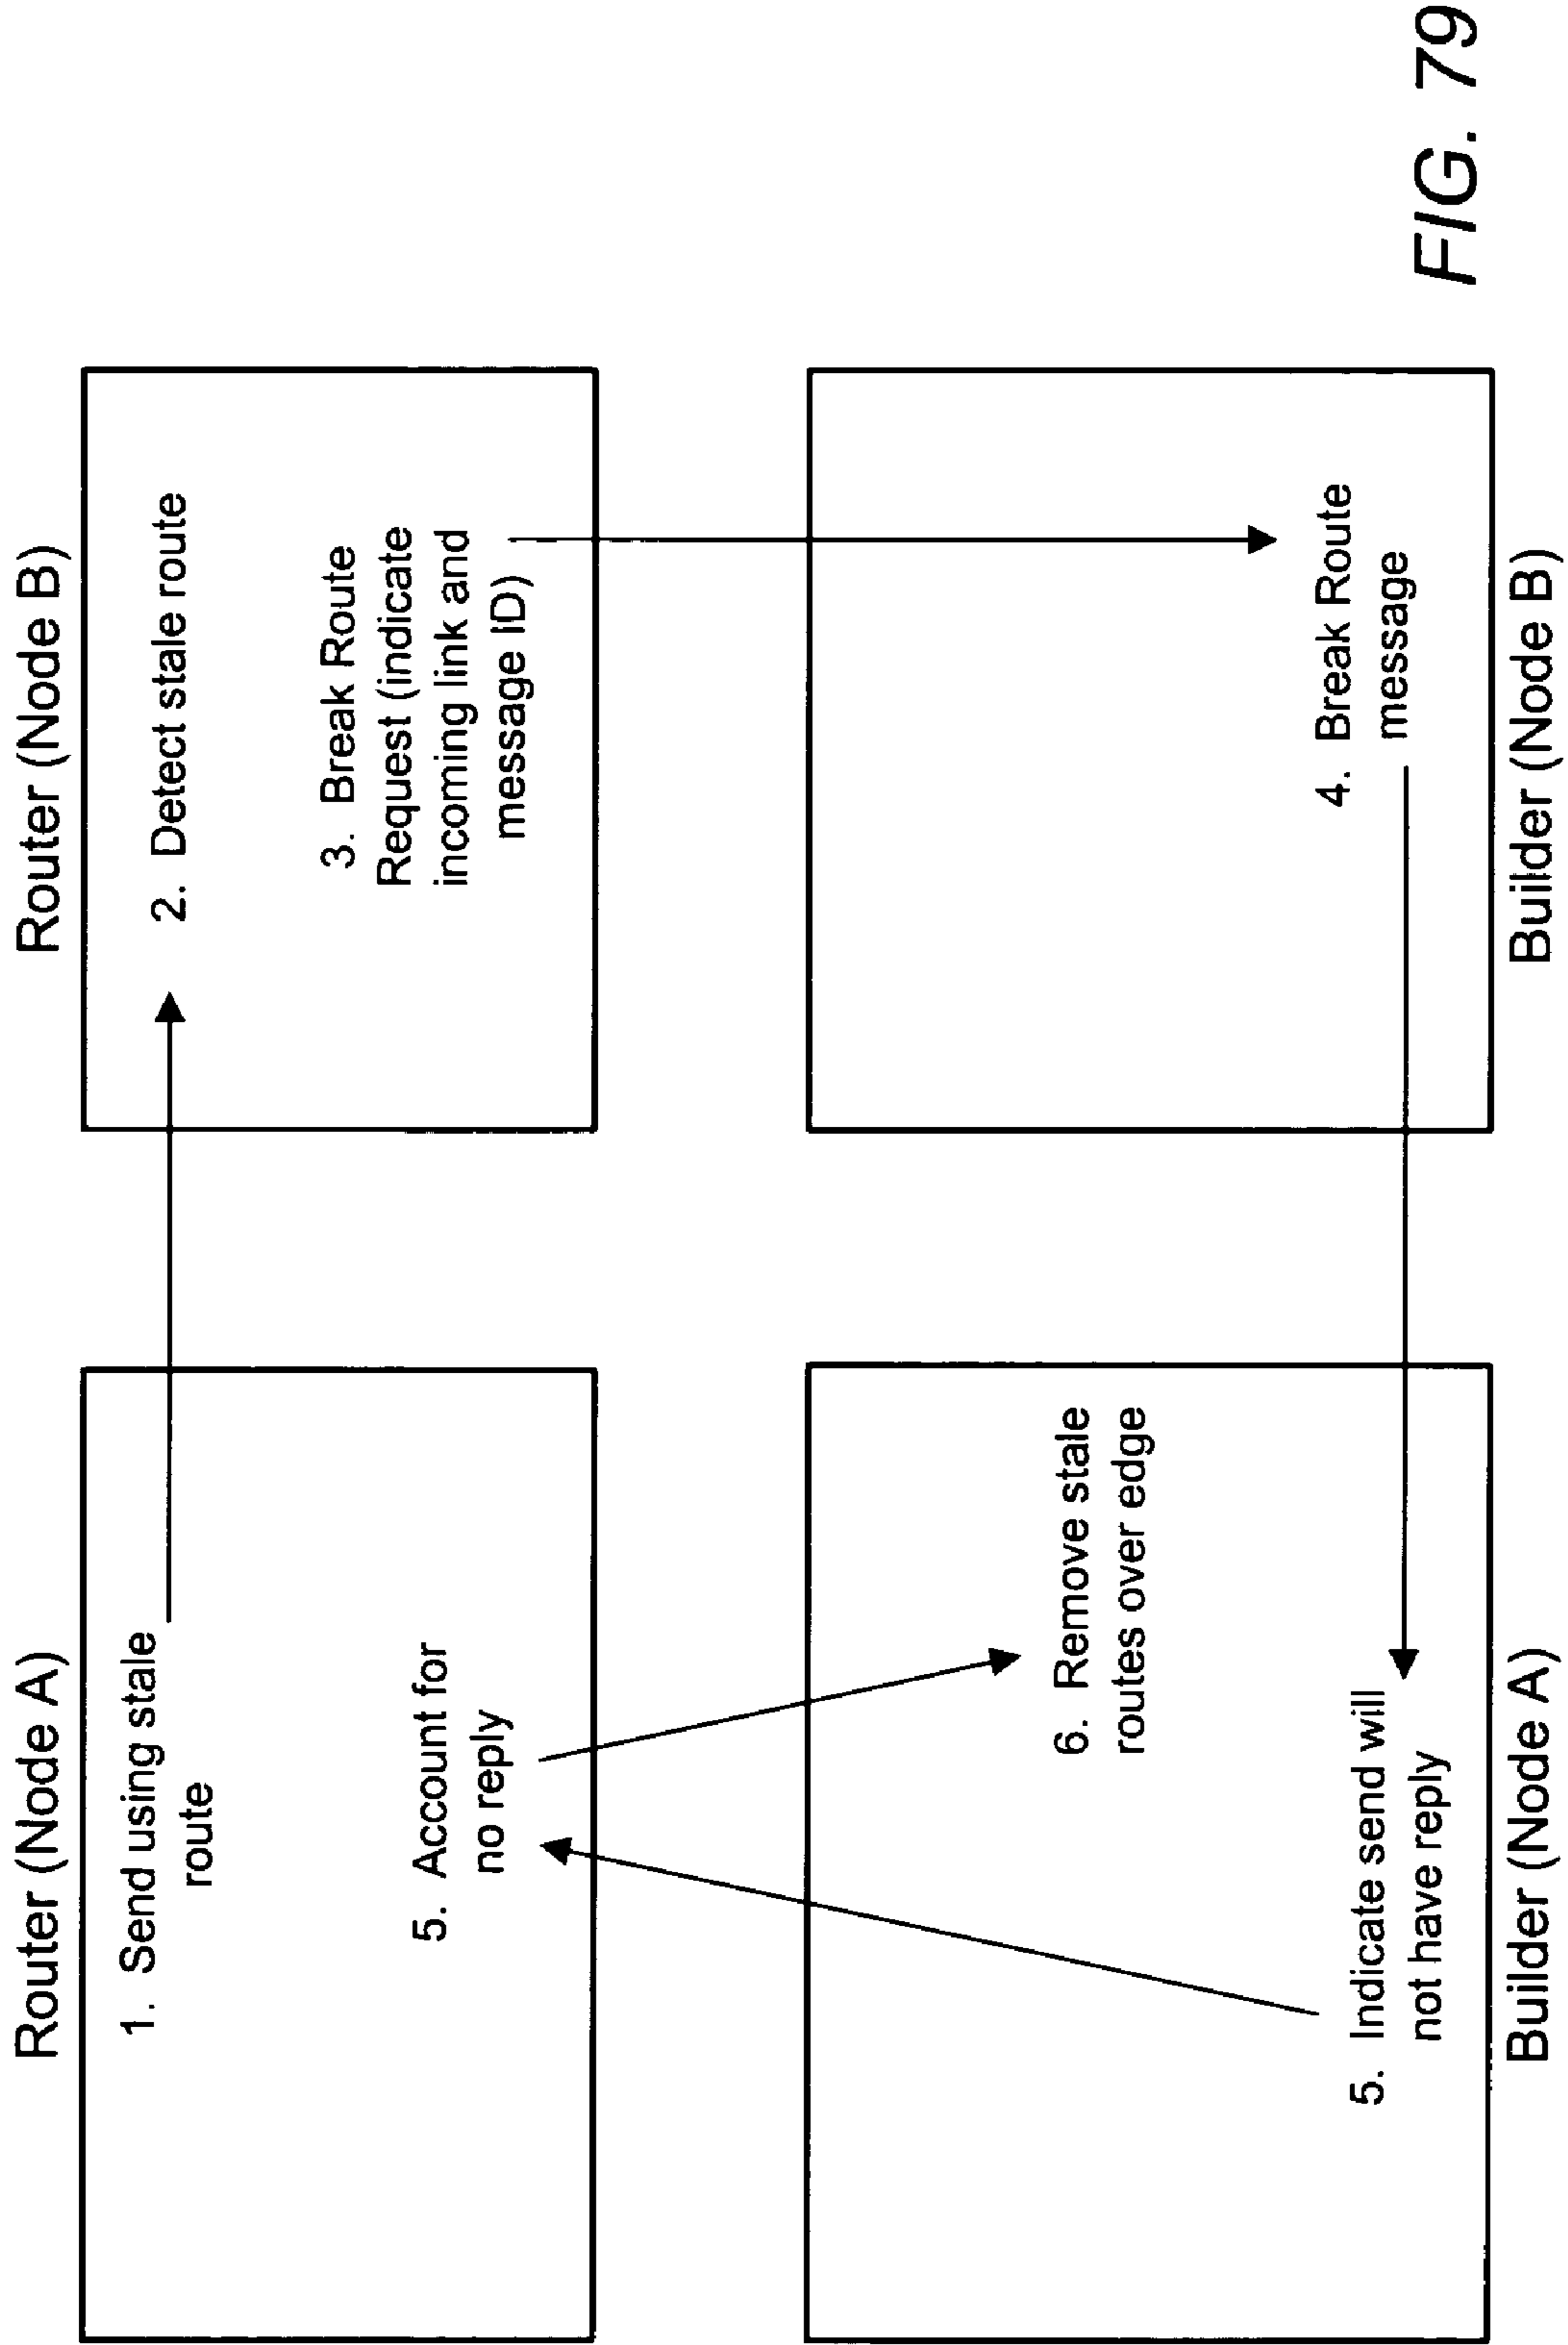 Router (Node A)
1. Send using stale
route
5. Account for
no reply
Router (Node B)
2. Detect stale route
3. Break Route
Request (indicate
incoming link and
message ID)
6. Remove stale
routes over edge
5. Indicate send will
not have reply
Builder (Node A)
4. Break Route
message
Builder (Node B)
FIG. 79